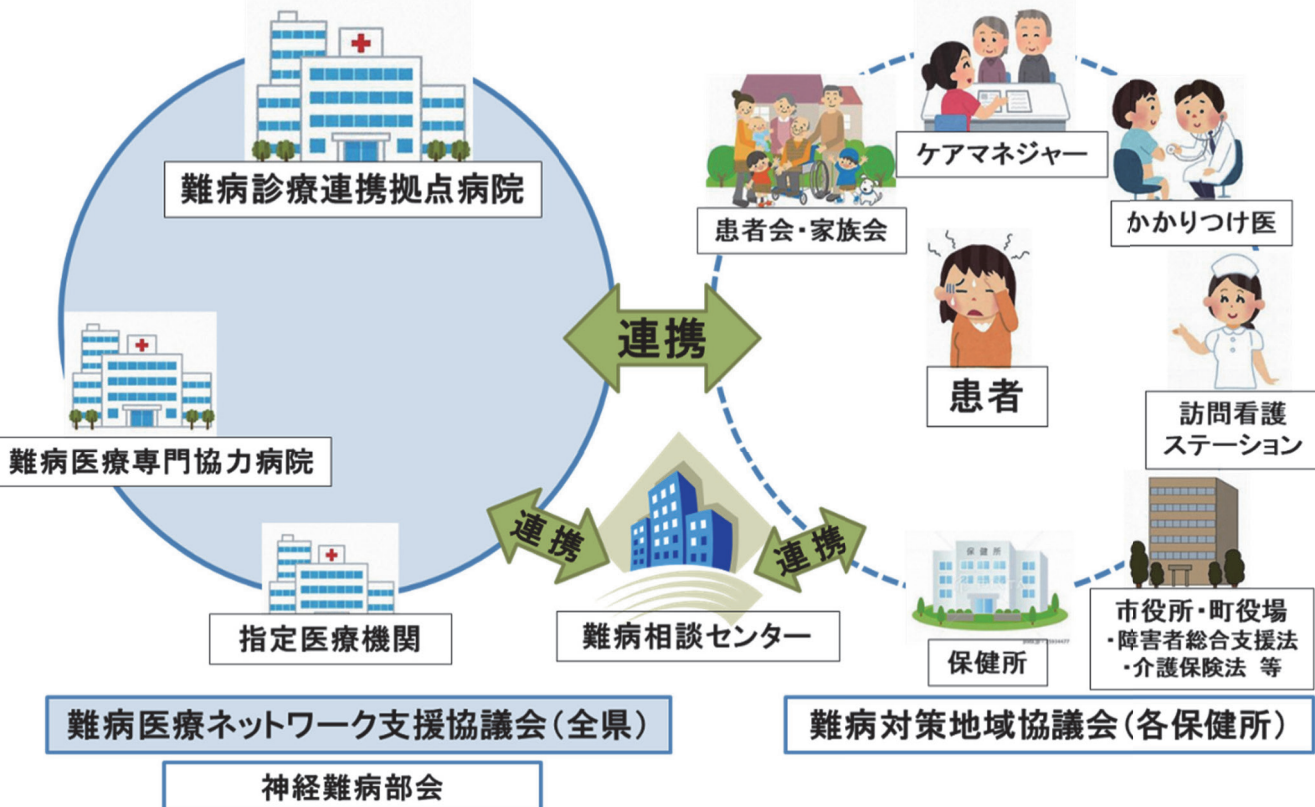 難病診療連携拠点病院
難病医療専門協力病院
指定医療機関
連携
連携
連携
難病相談センター
患者会・家族会
ケアマネジャー
かかりつけ医
患者
訪問看護
ステーション
保健所
保健所
市役所・町役場
・障害者総合支援法
・介護保険法 等
難病医療ネットワーク支援協議会（全県）
神経難病部会
難病対策地域協議会（各保健所）